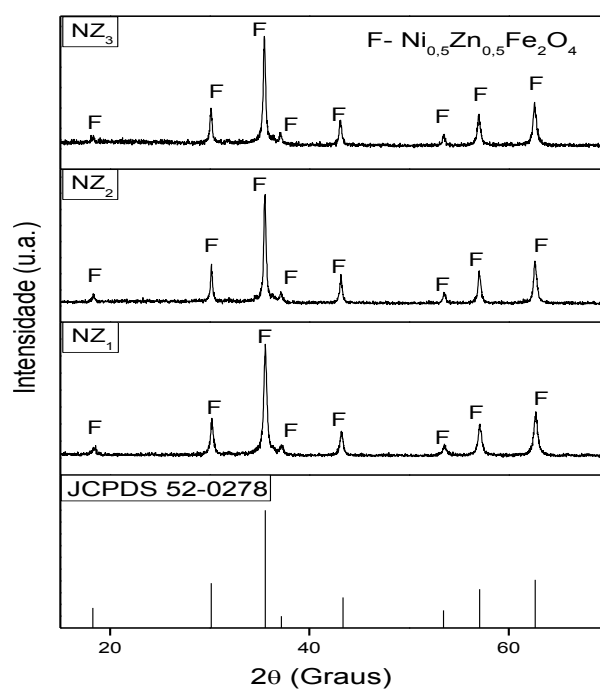 NZ₃
F- Ni₀,₅Zn₀,₅Fe₂O₄
F F F F F F F F
NZ₂
F F F F F F F F
NZ₁
F F F F F F F F
JCPDS 52-0278
Intensidade (u.a.)
20 40 60
2θ (Graus)